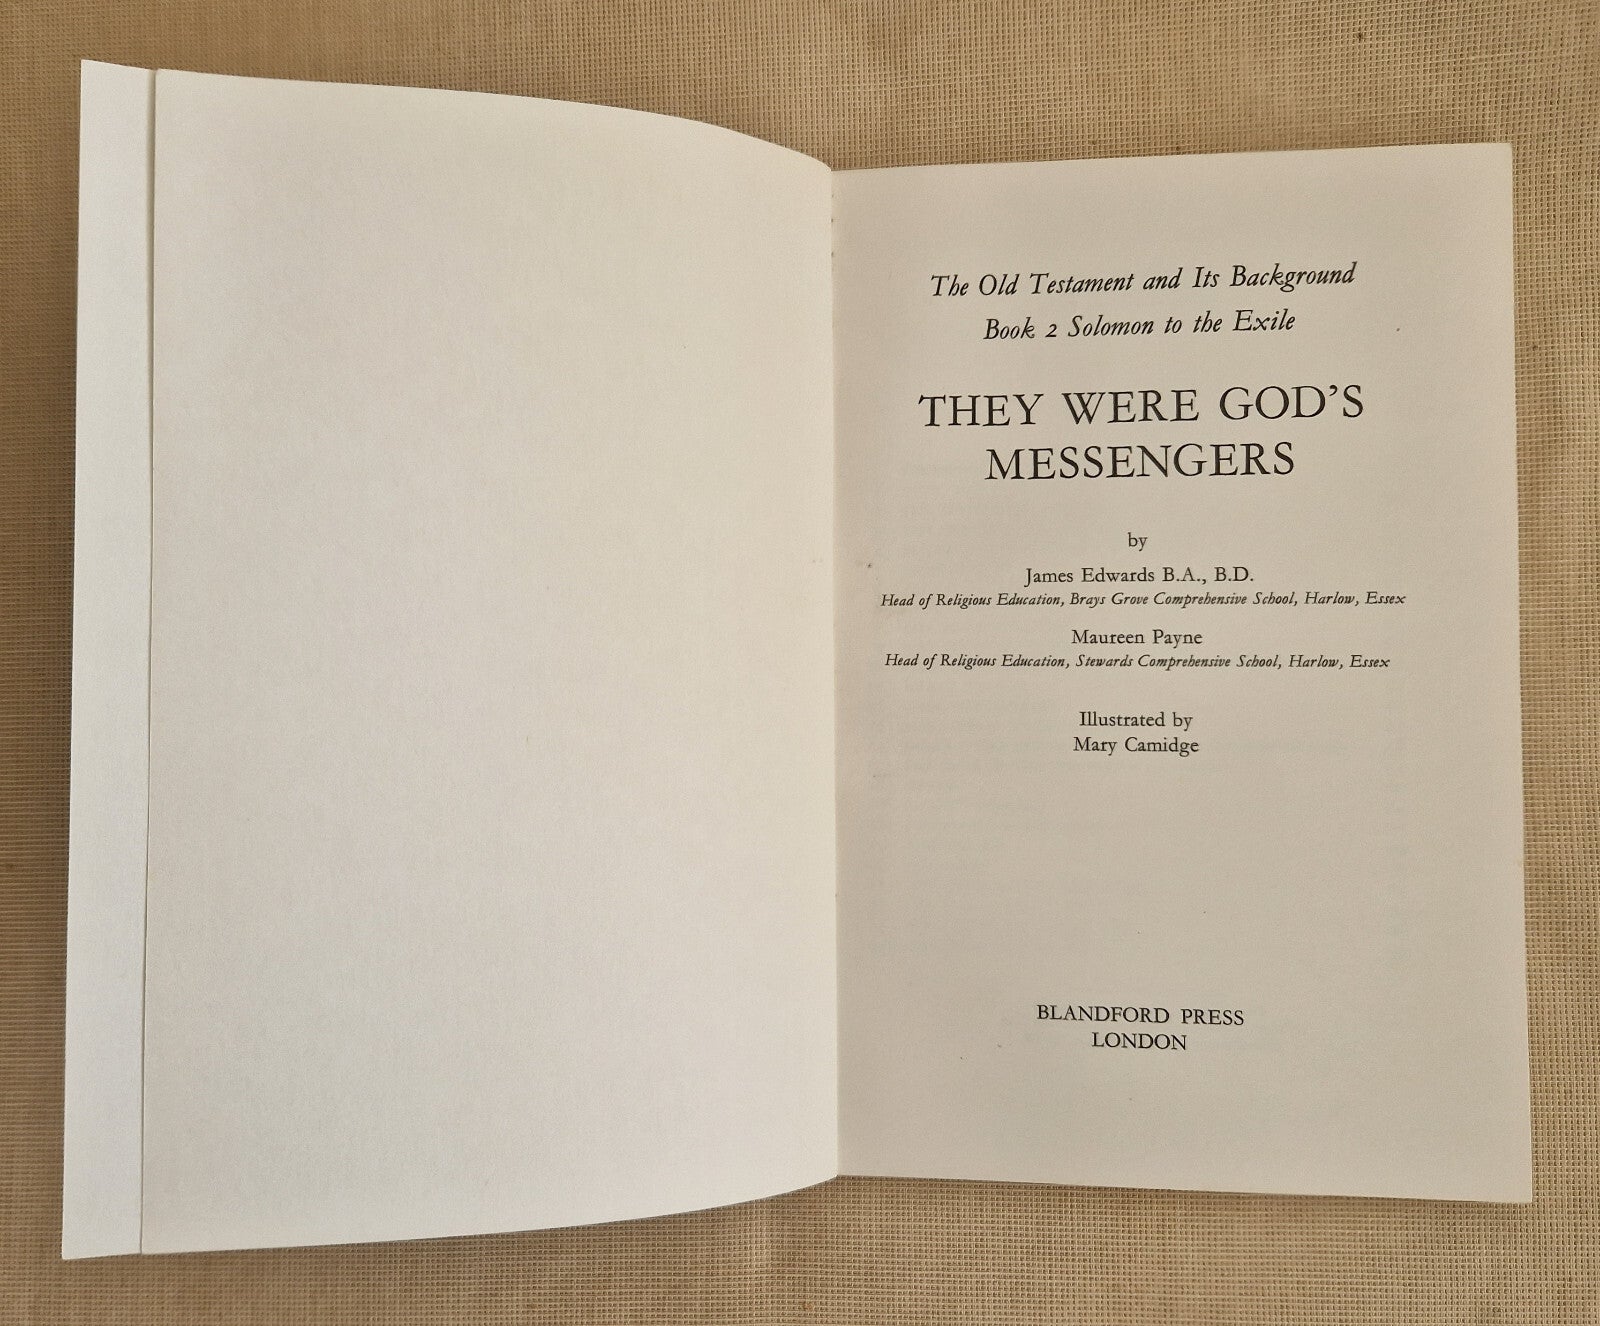 The Old Testament and Its Background
Book 2 Solomon to the Exile
THEY WERE GOD'S
MESSENGERS
by
James Edwards B.A., B.D.
Head of Religious Education, Brays Grove Comprehensive School, Harlow, Essex
Maureen Payne
Head of Religious Education, Stewards Comprehensive School, Harlow, Essex
Illustrated by
Mary Camidge
BLANDFORD PRESS
LONDON